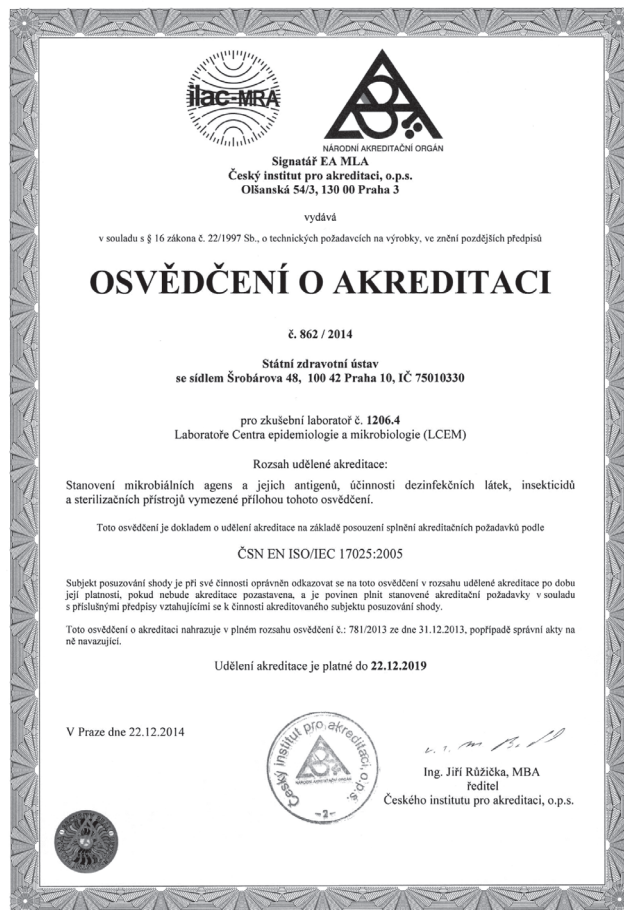 ilac-MRA
NÁRODNÍ AKREDITAČNÍ ORGÁN
Signatář EA MLA
Český institut pro akreditaci, o.p.s.
Olšanská 54/3, 130 00 Praha 3
vydává
v souladu s § 16 zákona č. 22/1997 Sb., o technických požadavcích na výrobky, ve znění pozdějších předpisů
OSVĚDČENÍ O AKREDITACI
č. 862 / 2014
Státní zdravotní ústav
se sídlem Šrobárova 48, 100 42 Praha 10, IČ 75010330
pro zkušební laboratoř č. 1206.4
Laboratoře Centra epidemiologie a mikrobiologie (LCEM)
Rozsah udělené akreditace:
Stanovení mikrobiálních agens a jejich antigenů, účinnosti dezinfekčních látek, insekticidů
a sterilizačních přístrojů vymezené přílohou tohoto osvědčení.
Toto osvědčení je dokladem o udělení akreditace na základě posouzení splnění akreditačních požadavků podle
ČSN EN ISO/IEC 17025:2005
Subjekt posuzování shody je při své činnosti oprávněn odkazovat se na toto osvědčení v rozsahu udělené akreditace po dobu
její platnosti, pokud nebude akreditace pozastavena, a je povinen plnit stanovené akreditační požadavky v souladu
s příslušnými předpisy vztahujícími se k činnosti akreditovaného subjektu posuzování shody.
Toto osvědčení o akreditaci nahrazuje v plném rozsahu osvědčení č.: 781/2013 ze dne 31.12.2013, popřípadě správní akty na
ně navazující.
Udělení akreditace je platné do 22.12.2019
V Praze dne 22.12.2014
Český institut pro akreditaci, o.p.s.
NÁRODNÍ AKREDITAČNÍ ORGÁN
-2-
Ing. Jiří Růžička, MBA
ředitel
Českého institutu pro akreditaci, o.p.s.